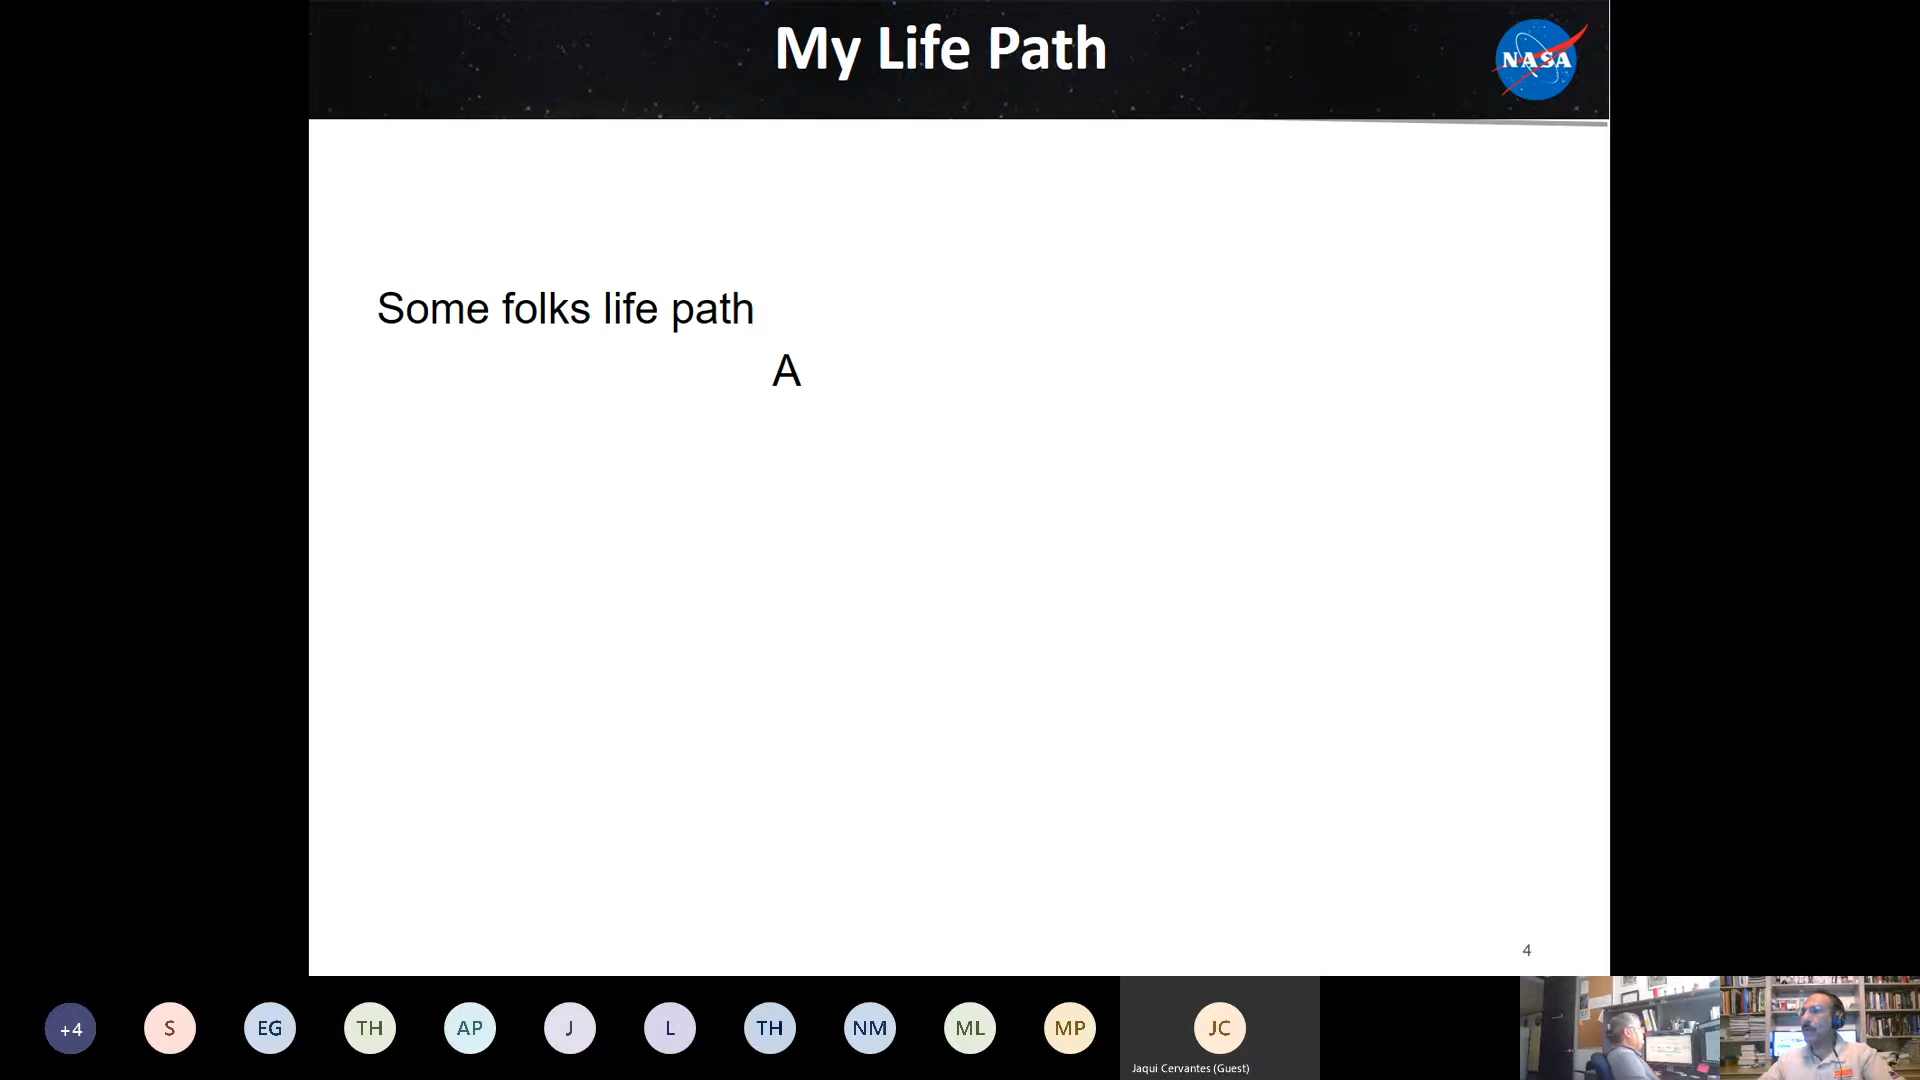 My Life Path
NASA
Some folks life path
A
4
+4
S
EG
TH
AP
J
L
TH
NM
ML
MP
JC
Jaqui Cervantes (Guest)